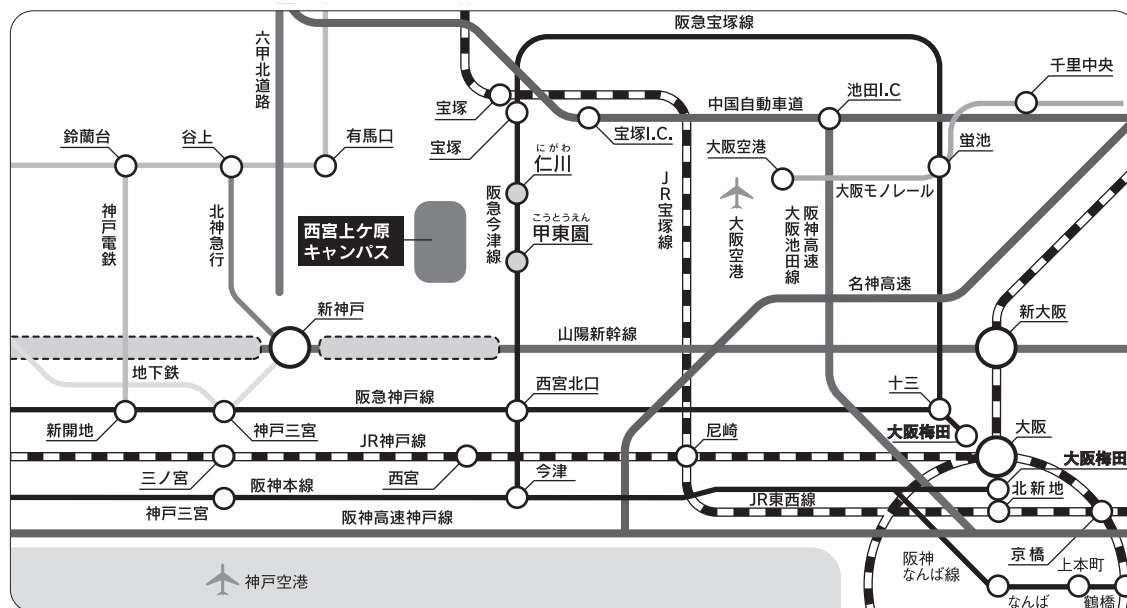 阪急宝塚線
六甲北道路
千里中央
宝塚
中国自動車道
池田I.C
鈴蘭台
谷上
有馬口
宝塚
宝塚I.C.
にがわ
仁川
大阪空港
蛍池
大阪モノレール
神戸電鉄
北神急行
西宮上ケ原
キャンパス
阪急今津線
こうとうえん
甲東園
JR宝塚線
大阪空港
阪神高速
大阪池田線
名神高速
新神戸
山陽新幹線
新大阪
地下鉄
阪急神戸線
西宮北口
十三
新開地
神戸三宮
大阪梅田
大阪
JR神戸線
尼崎
大阪梅田
三ノ宮
西宮
今津
北新地
阪神本線
JR東西線
神戸三宮
阪神高速神戸線
京橋
阪神
なんば線
上本町
神戸空港
なんば
鶴橋